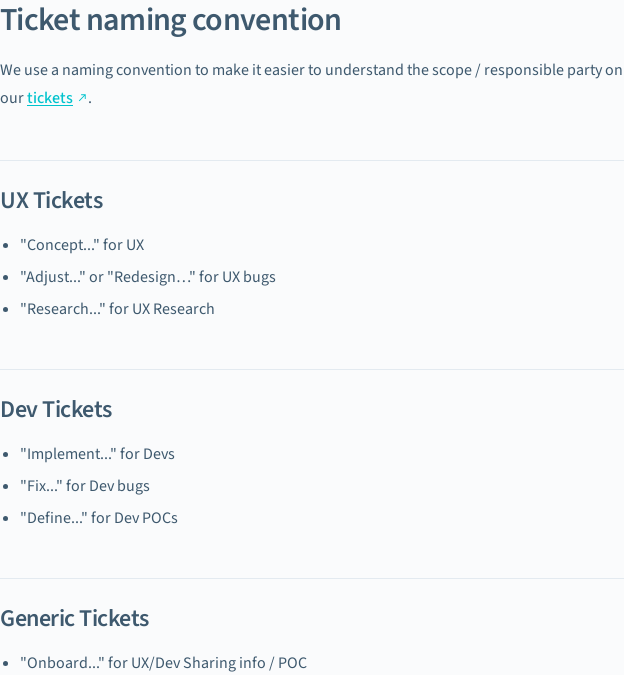 Ticket naming convention
We use a naming convention to make it easier to understand the scope / responsible party on
our tickets ↗.
UX Tickets
• "Concept..." for UX
• "Adjust..." or "Redesign…" for UX bugs
• "Research..." for UX Research
Dev Tickets
• "Implement..." for Devs
• "Fix..." for Dev bugs
• "Define..." for Dev POCs
Generic Tickets
• "Onboard..." for UX/Dev Sharing info / POC